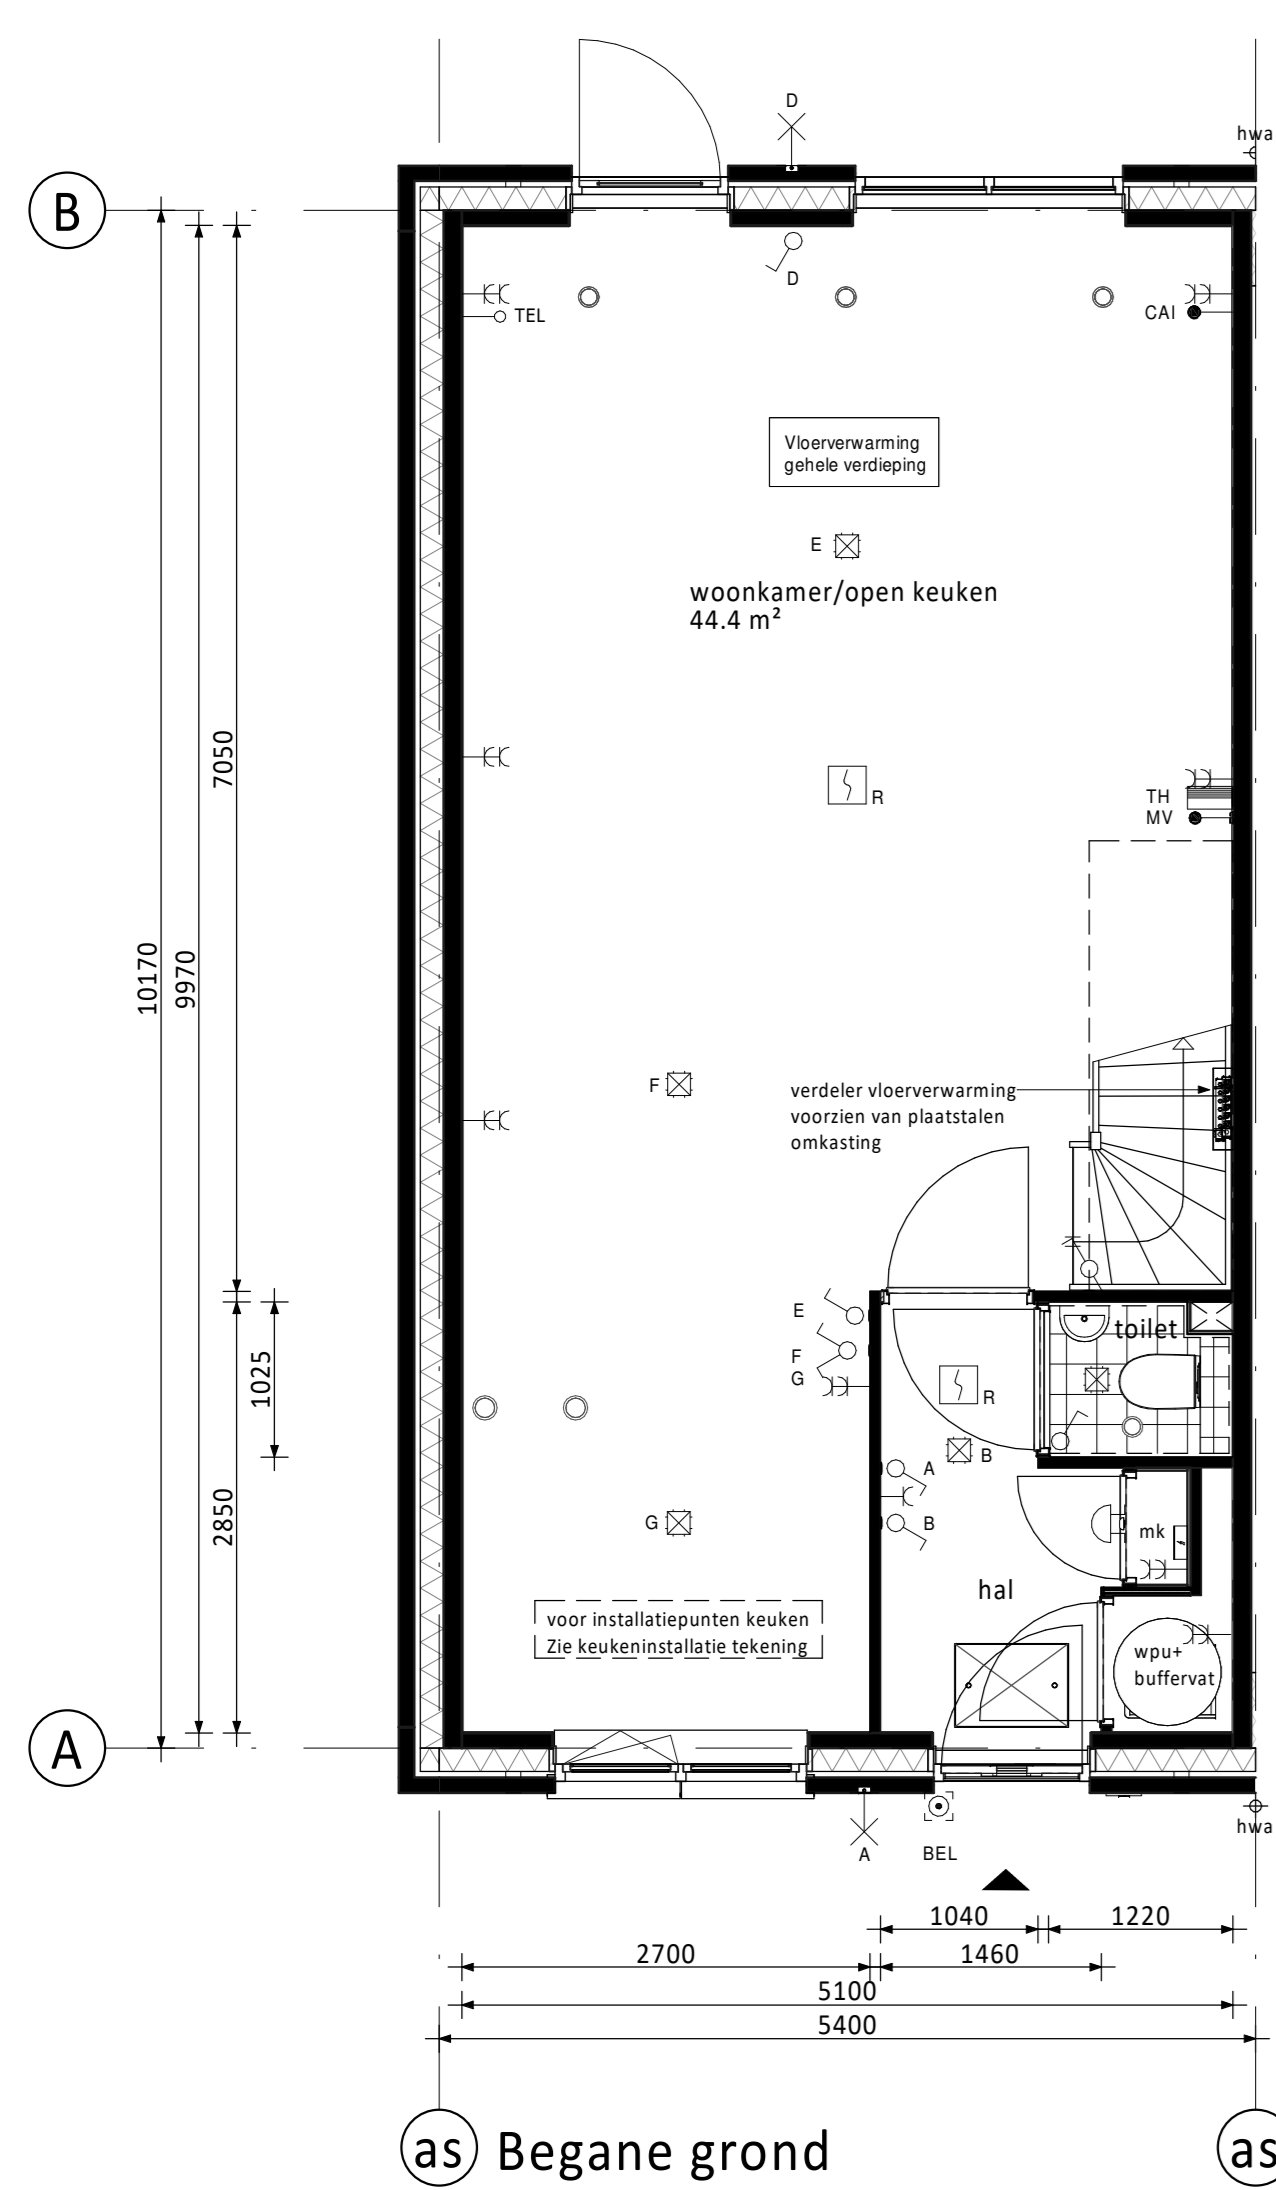 D
hwa
B
D
TEL
CAI
Vloerverwarming
gehele verdieping
E
woonkamer/open keuken
44.4 m²
7050
R
TH
MV
10170
9970
F
verdeler vloerverwarming
voorzien van plaatstalen
omkasting
E
toilet
F
G
1025
R
B
A
2850
G
B
mk
hal
voor installatiepunten keuken
Zie keukeninstallatie tekening
wpu+
buffervat
A
hwa
A
BEL
1040
1220
2700
1460
5100
5400
as
Begane grond
as